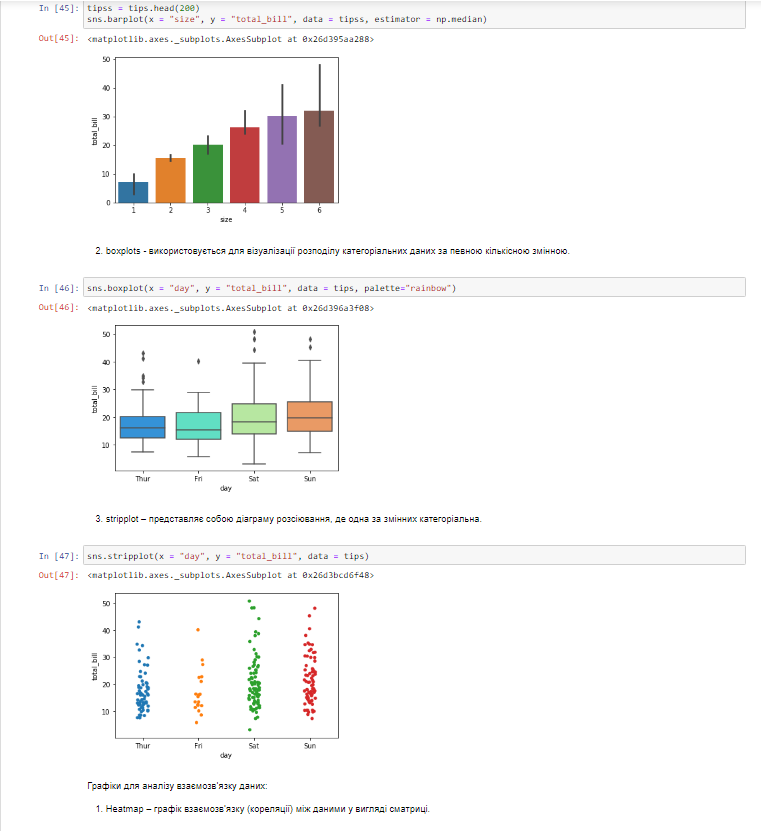 In [45]: tipss = tips.head(200)
sns.barplot(x = "size", y = "total_bill", data = tipss, estimator = np.median)
Out[45]: <matplotlib.axes._subplots.AxesSubplot at 0x26d395aa288>
50
40
30
20
10
0
total_bill
1 2 3 4 5 6
size
2. boxplots - використовується для візуалізації розподілу категоріальних даних за певною кількісною змінною.
In [46]: sns.boxplot(x = "day", y = "total_bill", data = tips, palette="rainbow")
Out[46]: <matplotlib.axes._subplots.AxesSubplot at 0x26d396a3f08>
50
40
30
20
10
total_bill
Thur Fri Sat Sun
day
3. stripplot – представляє собою діаграму розсіювання, де одна за змінних категоріальна.
In [47]: sns.stripplot(x = "day", y = "total_bill", data = tips)
Out[47]: <matplotlib.axes._subplots.AxesSubplot at 0x26d3bcd6f48>
50
40
30
20
10
total_bill
Thur Fri Sat Sun
day
Графіки для аналізу взаємозв'язку даних:
1. Heatmap – графік взаємозв'язку (кореляції) між даними у вигляді сматриці.